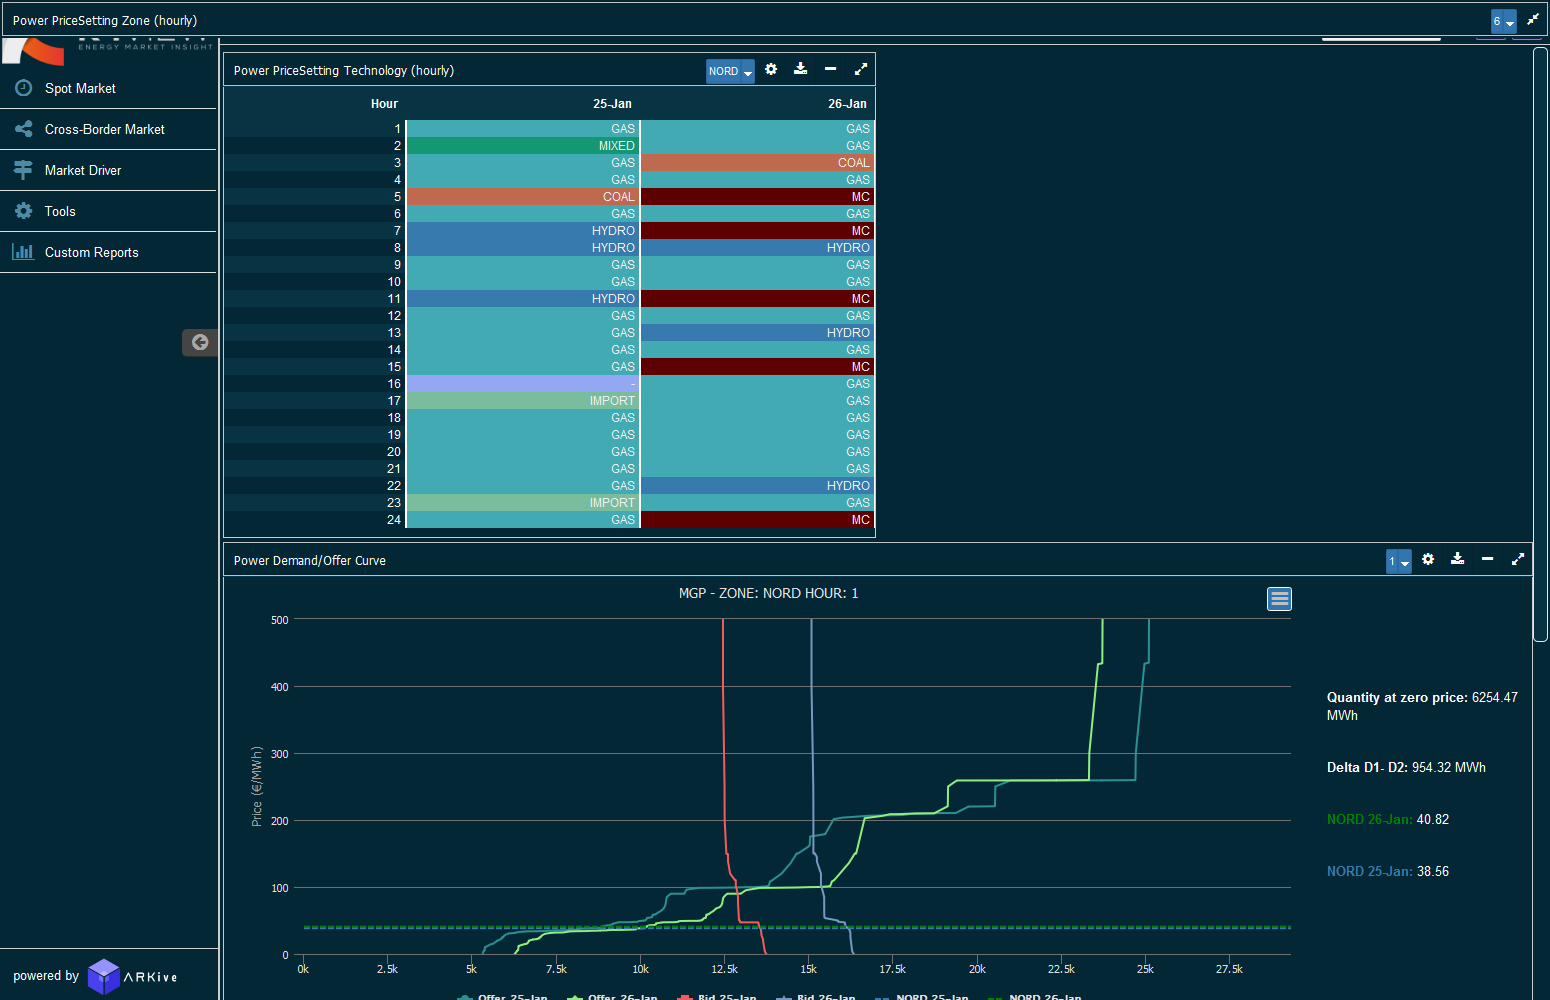 Power PriceSetting Zone (hourly)
6
ENERGY MARKET INSIGHT
Spot Market
Cross-Border Market
Market Driver
Tools
Custom Reports
powered by ARKive
Power PriceSetting Technology (hourly)
NORD
Hour 25-Jan 26-Jan
1 GAS GAS
2 MIXED GAS
3 GAS COAL
4 GAS GAS
5 COAL MC
6 GAS GAS
7 HYDRO MC
8 HYDRO HYDRO
9 GAS GAS
10 GAS GAS
11 HYDRO MC
12 GAS GAS
13 GAS HYDRO
14 GAS GAS
15 GAS MC
16 - GAS
17 IMPORT GAS
18 GAS GAS
19 GAS GAS
20 GAS GAS
21 GAS GAS
22 GAS HYDRO
23 IMPORT GAS
24 GAS MC
Power Demand/Offer Curve
1
MGP - ZONE: NORD HOUR: 1
Price (€/MWh)
500
400
300
200
100
0
0k 2.5k 5k 7.5k 10k 12.5k 15k 17.5k 20k 22.5k 25k 27.5k
Offer 25-Jan Offer 26-Jan Bid 25-Jan Bid 26-Jan NORD 25-Jan NORD 26-Jan
Quantity at zero price: 6254.47
MWh
Delta D1- D2: 954.32 MWh
NORD 26-Jan: 40.82
NORD 25-Jan: 38.56